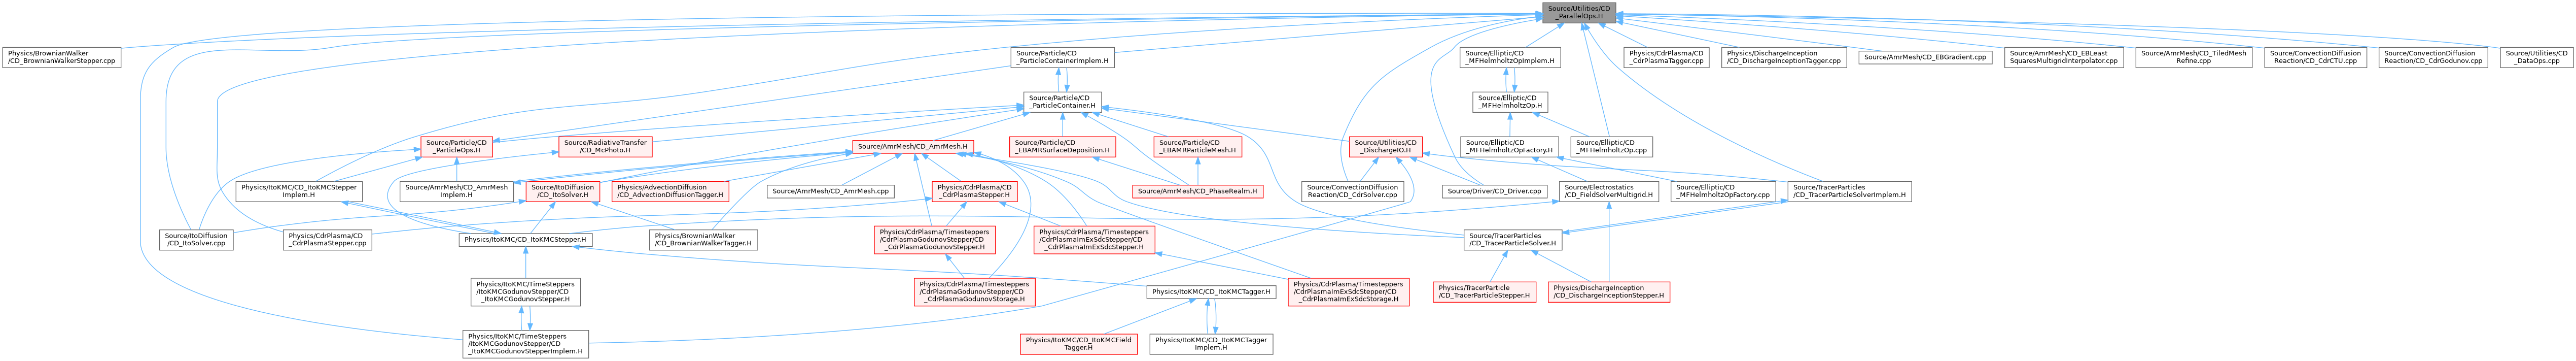 Source/Utilities/CD
_ParallelOps.H
Physics/BrownianWalker
/CD_BrownianWalkerStepper.cpp
Source/Particle/CD
_ParticleContainerImplem.H
Source/Elliptic/CD
_MFHelmholtzOpImplem.H
Physics/CdrPlasma/CD
_CdrPlasmaTagger.cpp
Physics/DischargeInception
/CD_DischargeInceptionTagger.cpp
Source/AmrMesh/CD_EBGradient.cpp
Source/AmrMesh/CD_EBLeast
SquaresMultigridInterpolator.cpp
Source/AmrMesh/CD_TiledMesh
Refine.cpp
Source/ConvectionDiffusion
Reaction/CD_CdrCTU.cpp
Source/ConvectionDiffusion
Reaction/CD_CdrGodunov.cpp
Source/Utilities/CD
_DataOps.cpp
Source/Particle/CD
_ParticleContainer.H
Source/Elliptic/CD
_MFHelmholtzOp.H
Source/Particle/CD
_ParticleOps.H
Source/RadiativeTransfer
/CD_McPhoto.H
Source/AmrMesh/CD_AmrMesh.H
Source/Particle/CD
_EBAMRSurfaceDeposition.H
Source/Particle/CD
_EBAMRParticleMesh.H
Source/Utilities/CD
_DischargeIO.H
Source/Elliptic/CD
_MFHelmholtzOpFactory.H
Source/Elliptic/CD
_MFHelmholtzOp.cpp
Physics/ItoKMC/CD_ItoKMCStepper
Implem.H
Source/AmrMesh/CD_AmrMesh
Implem.H
Source/ItoDiffusion
/CD_ItoSolver.H
Physics/AdvectionDiffusion
/CD_AdvectionDiffusionTagger.H
Source/AmrMesh/CD_AmrMesh.cpp
Physics/CdrPlasma/CD
_CdrPlasmaStepper.H
Source/AmrMesh/CD_PhaseRealm.H
Source/ConvectionDiffusion
Reaction/CD_CdrSolver.cpp
Source/Driver/CD_Driver.cpp
Source/Electrostatics
/CD_FieldSolverMultigrid.H
Source/Elliptic/CD
_MFHelmholtzOpFactory.cpp
Source/TracerParticles
/CD_TracerParticleSolverImplem.H
Source/ItoDiffusion
/CD_ItoSolver.cpp
Physics/CdrPlasma/CD
_CdrPlasmaStepper.cpp
Physics/ItoKMC/CD_ItoKMCStepper.H
Physics/BrownianWalker
/CD_BrownianWalkerTagger.H
Physics/CdrPlasma/Timesteppers
/CdrPlasmaGodunovStepper/CD
_CdrPlasmaGodunovStepper.H
Physics/CdrPlasma/Timesteppers
/CdrPlasmaImExSdcStepper/CD
_CdrPlasmaImExSdcStepper.H
Source/TracerParticles
/CD_TracerParticleSolver.H
Physics/ItoKMC/TimeSteppers
/ItoKMCGodunovStepper/CD
_ItoKMCGodunovStepper.H
Physics/CdrPlasma/Timesteppers
/CdrPlasmaGodunovStepper/CD
_CdrPlasmaGodunovStorage.H
Physics/ItoKMC/CD_ItoKMCTagger.H
Physics/CdrPlasma/Timesteppers
/CdrPlasmaImExSdcStepper/CD
_CdrPlasmaImExSdcStorage.H
Physics/TracerParticle
/CD_TracerParticleStepper.H
Physics/DischargeInception
/CD_DischargeInceptionStepper.H
Physics/ItoKMC/TimeSteppers
/ItoKMCGodunovStepper/CD
_ItoKMCGodunovStepperImplem.H
Physics/ItoKMC/CD_ItoKMCField
Tagger.H
Physics/ItoKMC/CD_ItoKMCTagger
Implem.H